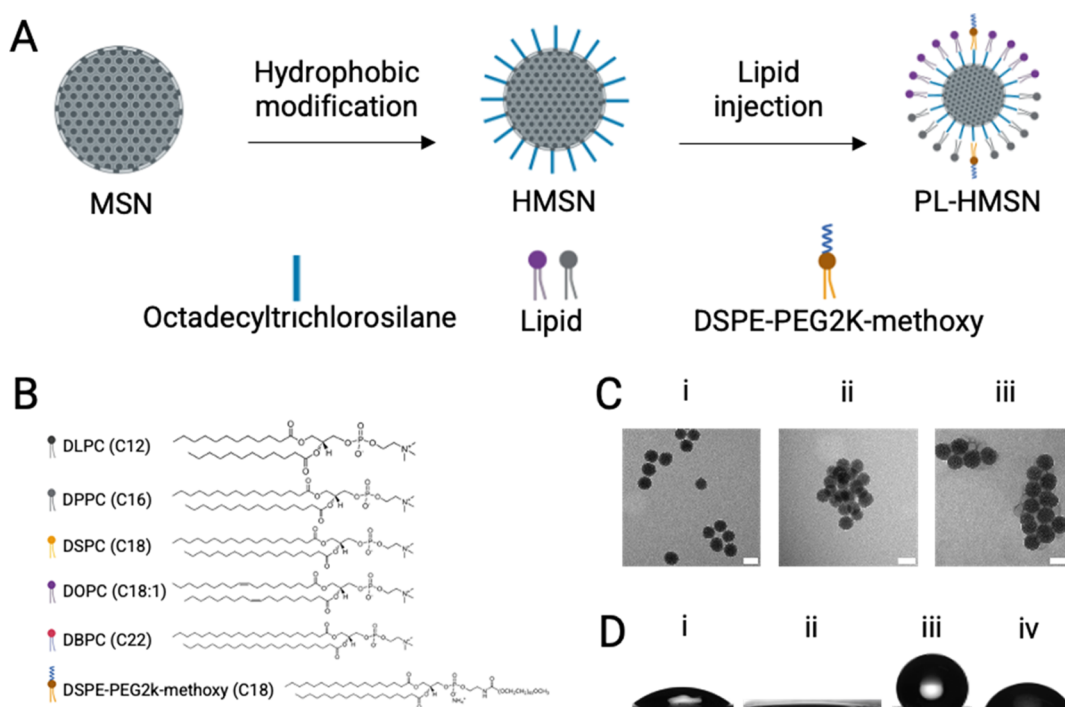 A
Hydrophobic
modification
Lipid
injection
MSN
HMSN
PL-HMSN
Octadecyltrichlorosilane
Lipid
DSPE-PEG2K-methoxy
B
DLPC (C12)
DPPC (C16)
DSPC (C18)
DOPC (C18:1)
DBPC (C22)
DSPE-PEG2k-methoxy (C18)
C
i
ii
iii
D
i
ii
iii
iv